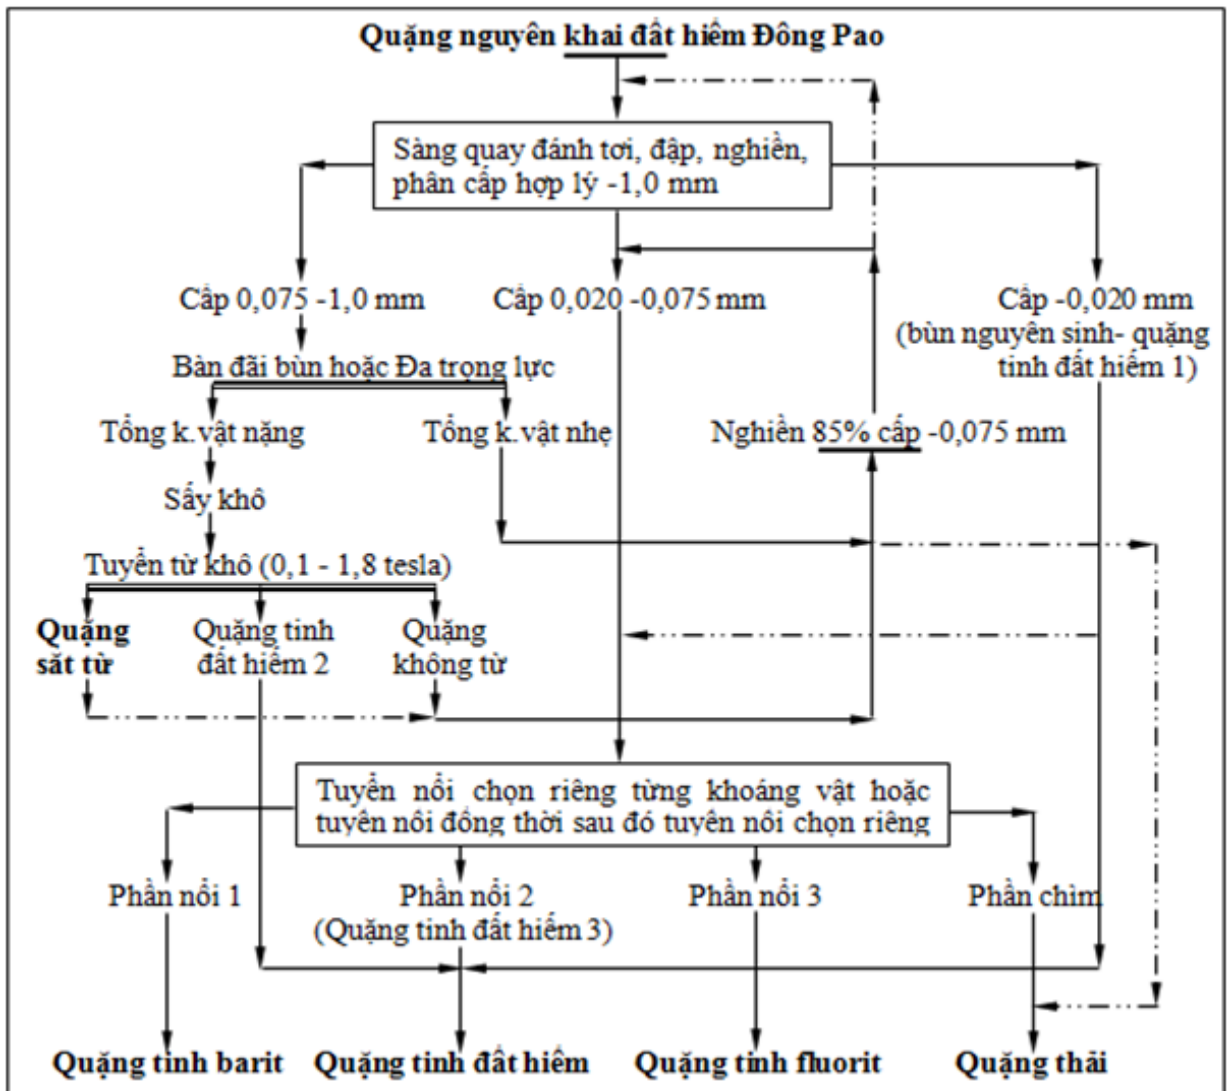 Quặng nguyên khai đất hiếm Đông Pao
Sàng quay đánh tơi, đập, nghiền,
phân cấp hợp lý -1,0 mm
Cấp 0,075 -1,0 mm
Cấp 0,020 -0,075 mm
Cấp -0,020 mm
(bùn nguyên sinh- quặng
tinh đất hiếm 1)
Bàn đãi bùn hoặc Đa trọng lực
Tổng k.vật nặng
Tổng k.vật nhẹ
Nghiền 85% cấp -0,075 mm
Sấy khô
Tuyển từ khô (0,1 - 1,8 tesla)
Quặng
sắt từ
Quặng tinh
đất hiếm 2
Quặng
không từ
Tuyển nổi chọn riêng từng khoáng vật hoặc
tuyển nổi đồng thời sau đó tuyển nổi chọn riêng
Phần nổi 1
Phần nổi 2
(Quặng tinh đất hiếm 3)
Phần nổi 3
Phần chìm
Quặng tinh barit
Quặng tinh đất hiếm
Quặng tinh fluorit
Quặng thải